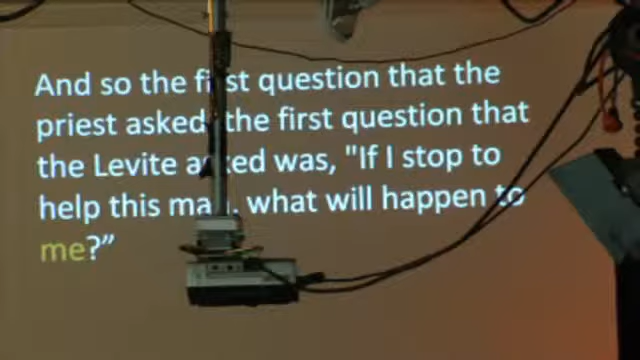 And so the first question that the
priest asked, the first question that
the Levite asked was, "If I stop to
help this man, what will happen to
me?”